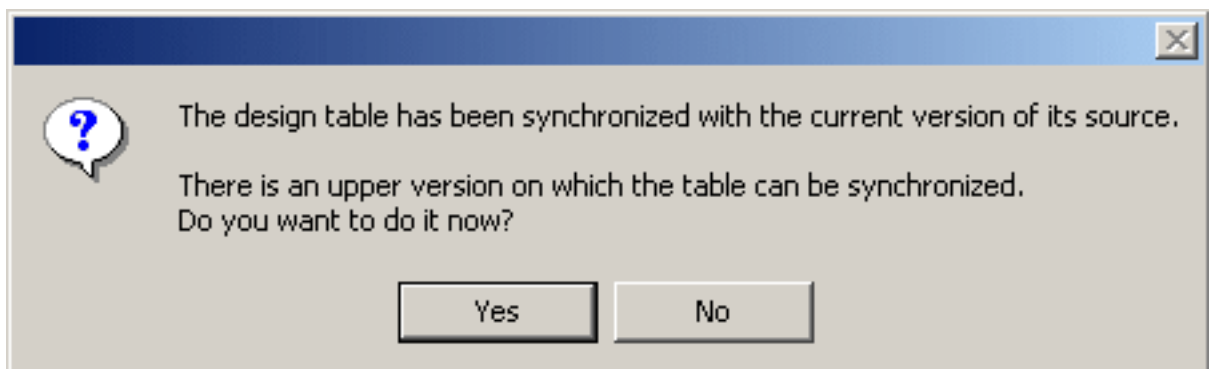 The design table has been synchronized with the current version of its source.
There is an upper version on which the table can be synchronized.
Do you want to do it now?
Yes
No